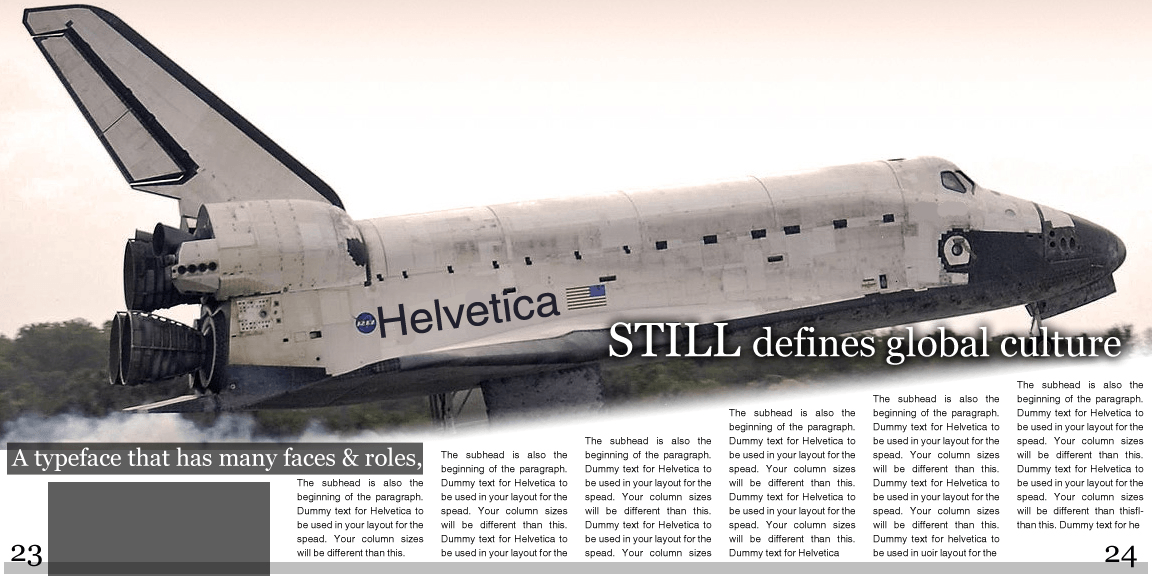 Helvetica
STILL defines global culture
A typeface that has many faces & roles,
The subhead is also the
beginning of the paragraph.
Dummy text for Helvetica to
be used in your layout for the
spead. Your column sizes
will be different than this.
The subhead is also the
beginning of the paragraph.
Dummy text for Helvetica to
be used in your layout for the
spead. Your column sizes
will be different than this.
Dummy text for Helvetica to
be used in your layout for the
The subhead is also the
beginning of the paragraph.
Dummy text for Helvetica to
be used in your layout for the
spead. Your column sizes
will be different than this.
Dummy text for Helvetica to
be used in your layout for the
spead. Your column sizes
The subhead is also the
beginning of the paragraph.
Dummy text for Helvetica to
be used in your layout for the
spead. Your column sizes
will be different than this.
Dummy text for Helvetica to
be used in your layout for the
spead. Your column sizes
will be different than this.
Dummy text for Helvetica
The subhead is also the
beginning of the paragraph.
Dummy text for Helvetica to
be used in your layout for the
spead. Your column sizes
will be different than this.
Dummy text for Helvetica to
be used in your layout for the
spead. Your column sizes
will be different than this.
Dummy text for helvetica to
be used in uoir layout for the
The subhead is also the
beginning of the paragraph.
Dummy text for Helvetica to
be used in your layout for the
spead. Your column sizes
will be different than this.
Dummy text for Helvetica to
be used in your layout for the
spead. Your column sizes
will be different than thisfl-
than this. Dummy text for he
23
24